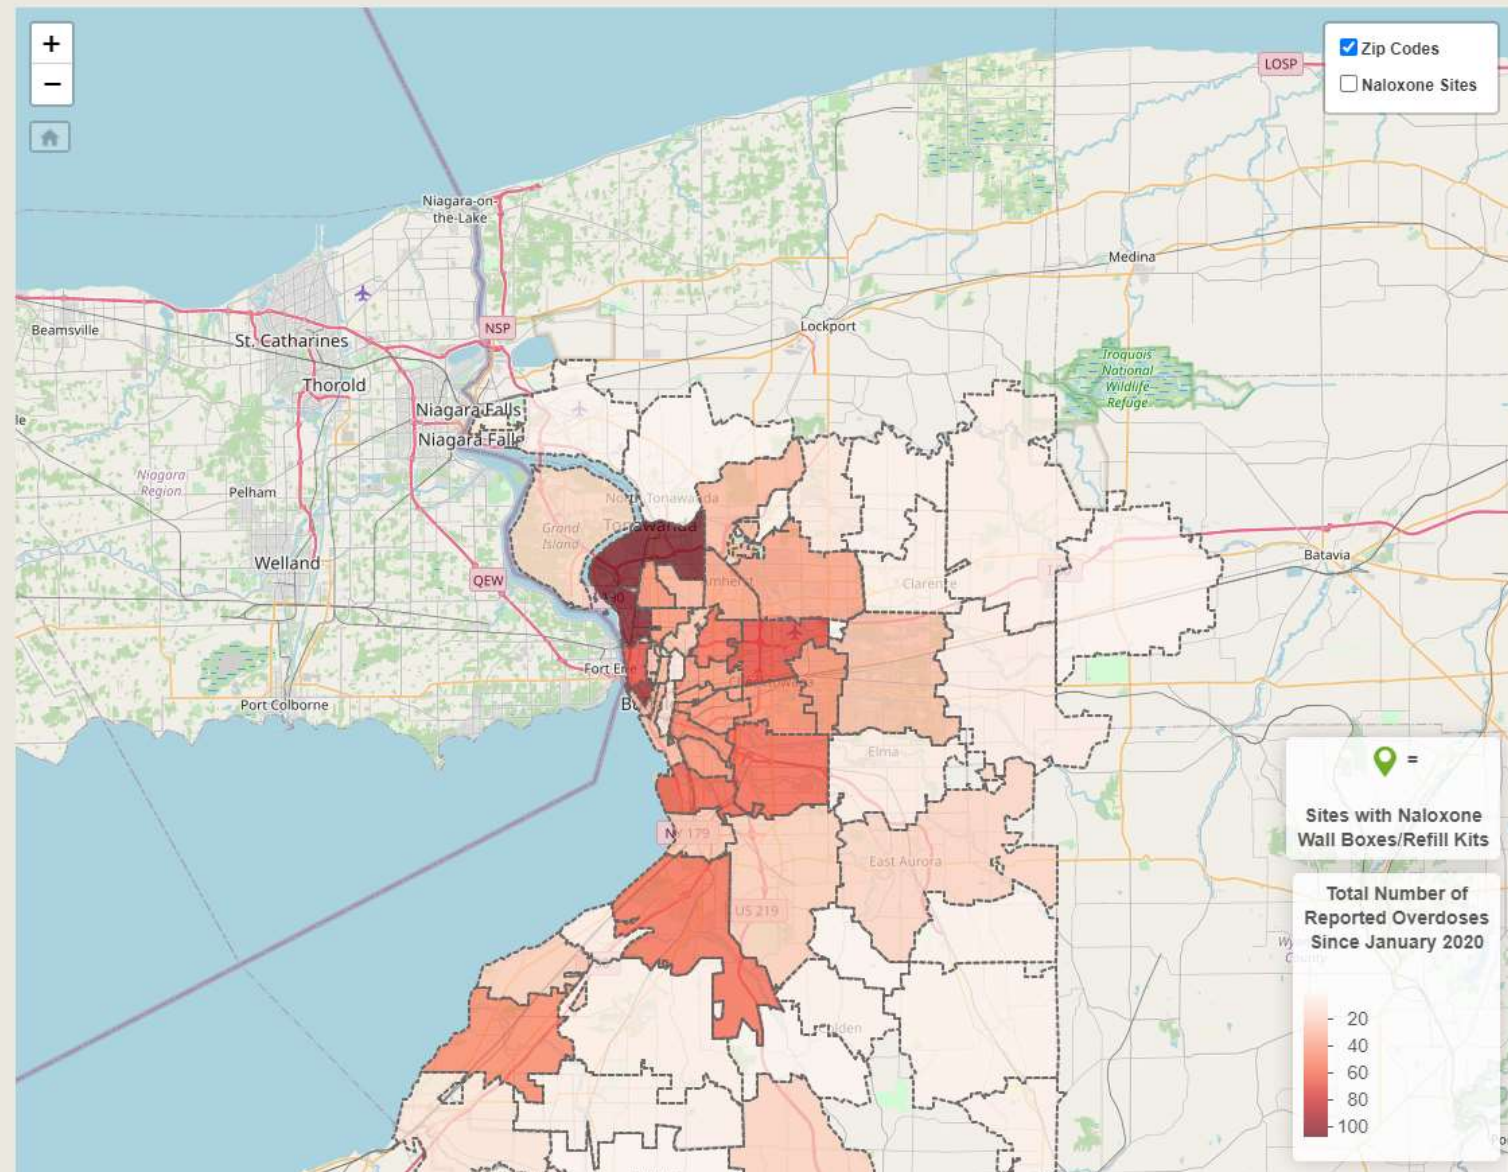 +
−
Zip Codes
Naloxone Sites
LOSP
Niagara-on-
the-Lake
Medina
Beamsville
NSP
Lockport
St. Catharines
Iroquois
National
Wildlife
Refuge
Thorold
Niagara Falls
Niagara Falls
le
Niagara
Region
Pelham
North Tonawanda
Tonawanda
Grand
Island
Batavia
Welland
QEW
Amherst
Clarence
Fort Erie
Port Colborne
Elma
=
Sites with Naloxone
Wall Boxes/Refill Kits
NY 179
East Aurora
US 219
Total Number of
Reported Overdoses
Since January 2020
20
Colden
40
60
80
100